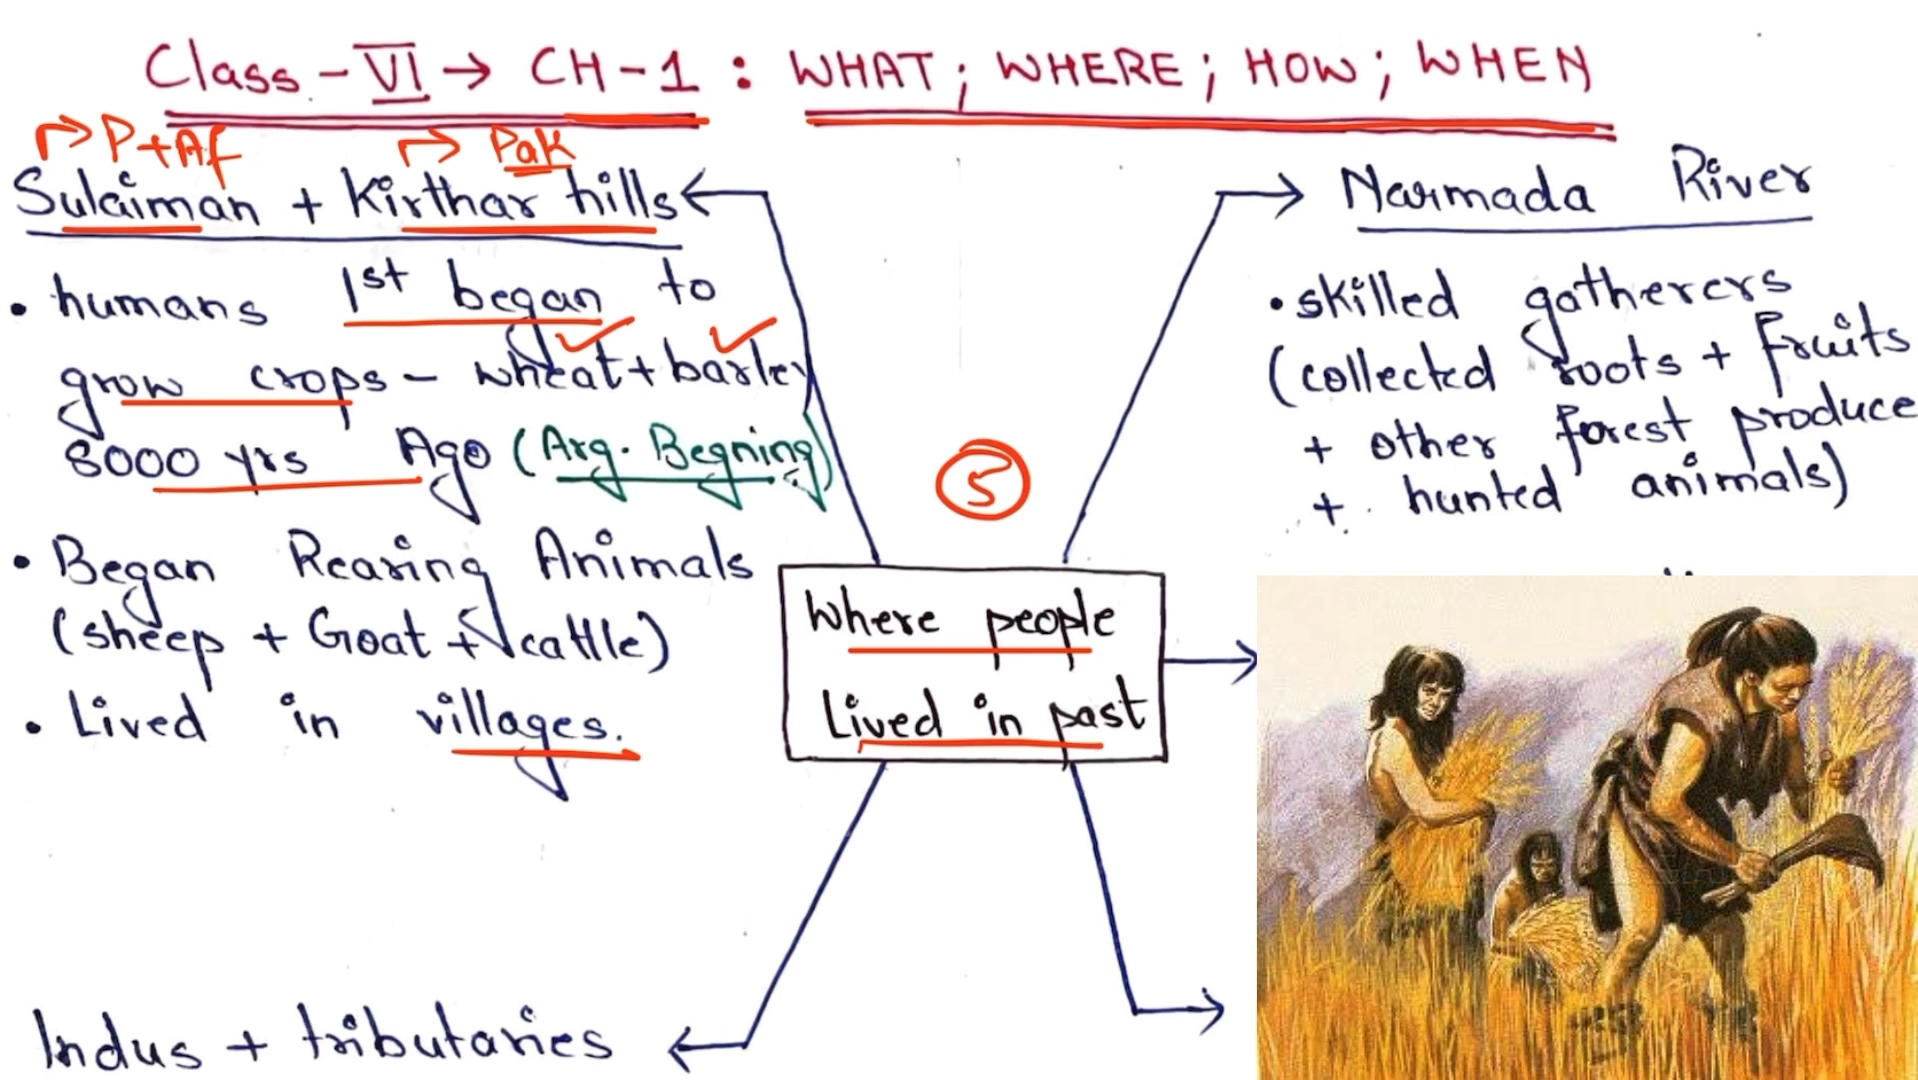 Class - VI → CH-1 : WHAT ; WHERE ; HOW ; WHEN
P+Af
Pak
Sulaiman + Kirthar hills
• humans 1st began to
grow crops - wheat + barley
8000 yrs Ago (Arg. Begning)
• Began Rearing Animals
(sheep + Goat + cattle)
• Lived in villages.
Narmada River
• skilled gatherers
(collected roots + fruits
+ other forest produce
+ hunted animals)
5
Where people
Lived in past
Indus + tributaries